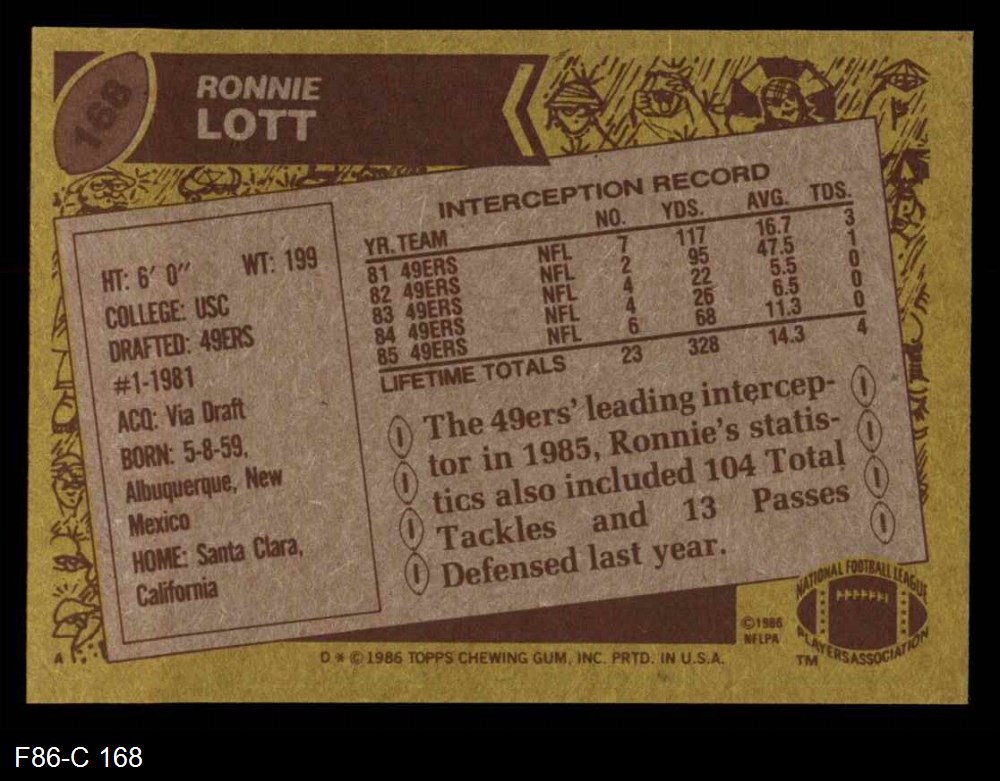 168
RONNIE
LOTT
HT: 6' 0" WT: 199
COLLEGE: USC
DRAFTED: 49ERS
#1-1981
ACQ: Via Draft
BORN: 5-8-59,
Albuquerque, New
Mexico
HOME: Santa Clara,
California
INTERCEPTION RECORD
YR. TEAM NO. YDS. AVG. TDS.
81 49ERS NFL 7 117 16.7 3
82 49ERS NFL 2 95 47.5 1
83 49ERS NFL 4 22 5.5 0
84 49ERS NFL 4 26 6.5 0
85 49ERS NFL 6 68 11.3 0
LIFETIME TOTALS 23 328 14.3 4
The 49ers' leading intercep-
tor in 1985, Ronnie's statis-
tics also included 104 Total
Tackles and 13 Passes
Defensed last year.
©1986
NFLPA
NATIONAL FOOTBALL LEAGUE
PLAYERS ASSOCIATION
TM
A
D * © 1986 TOPPS CHEWING GUM, INC. PRTD. IN U.S.A.
F86-C 168